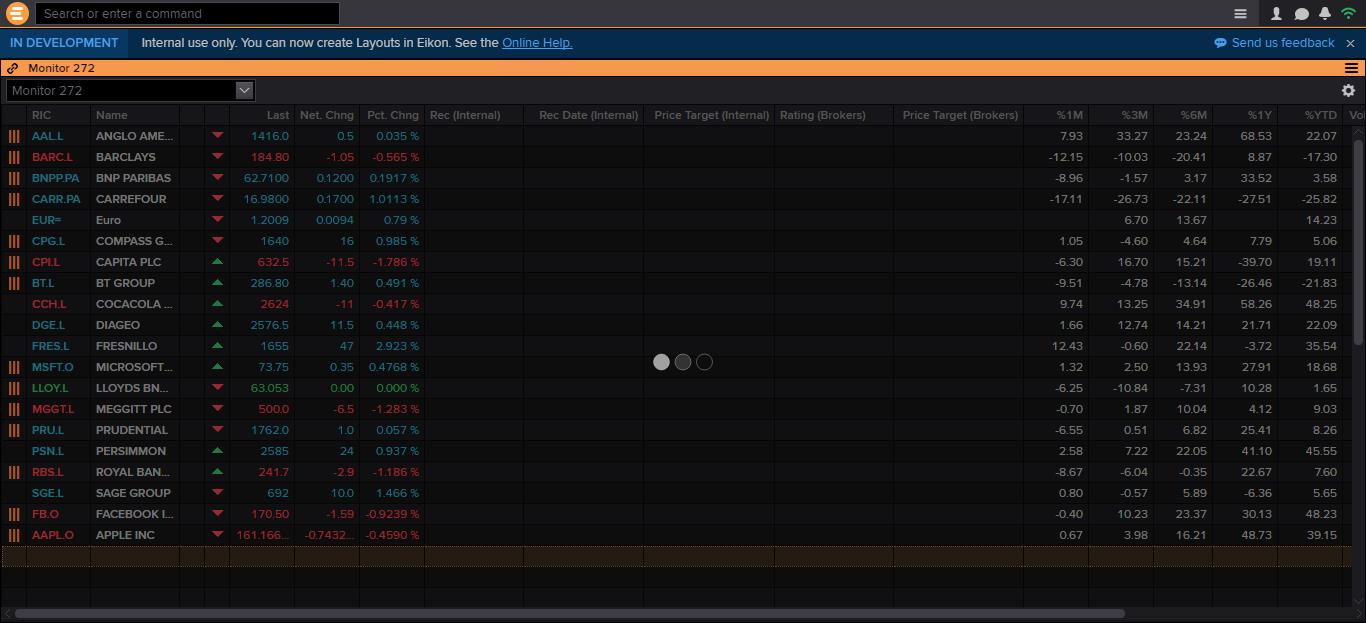 Search or enter a command
IN DEVELOPMENT Internal use only. You can now create Layouts in Eikon. See the Online Help. Send us feedback
Monitor 272
Monitor 272
RIC Name Last Net. Chng Pct. Chng Rec (Internal) Rec Date (Internal) Price Target (Internal) Rating (Brokers) Price Target (Brokers) %1M %3M %6M %1Y %YTD Vol
AAL.L ANGLO AME... 1416.0 0.5 0.035 % 7.93 33.27 23.24 68.53 22.07
BARC.L BARCLAYS 184.80 -1.05 -0.565 % -12.15 -10.03 -20.41 8.87 -17.30
BNPP.PA BNP PARIBAS 62.7100 0.1200 0.1917 % -8.96 -1.57 3.17 33.52 3.58
CARR.PA CARREFOUR 16.9800 0.1700 1.0113 % -17.11 -26.73 -22.11 -27.51 -25.82
EUR= Euro 1.2009 0.0094 0.79 % 6.70 13.67 14.23
CPG.L COMPASS G... 1640 16 0.985 % 1.05 -4.60 4.64 7.79 5.06
CPI.L CAPITA PLC 632.5 -11.5 -1.786 % -6.30 16.70 15.21 -39.70 19.11
BT.L BT GROUP 286.80 1.40 0.491 % -9.51 -4.78 -13.14 -26.46 -21.83
CCH.L COCACOLA ... 2624 -11 -0.417 % 9.74 13.25 34.91 58.26 48.25
DGE.L DIAGEO 2576.5 11.5 0.448 % 1.66 12.74 14.21 21.71 22.09
FRES.L FRESNILLO 1655 47 2.923 % 12.43 -0.60 22.14 -3.72 35.54
MSFT.O MICROSOFT... 73.75 0.35 0.4768 % 1.32 2.50 13.93 27.91 18.68
LLOY.L LLOYDS BN... 63.053 0.00 0.000 % -6.25 -10.84 -7.31 10.28 1.65
MGGT.L MEGGITT PLC 500.0 -6.5 -1.283 % -0.70 1.87 10.04 4.12 9.03
PRU.L PRUDENTIAL 1762.0 1.0 0.057 % -6.55 0.51 6.82 25.41 8.26
PSN.L PERSIMMON 2585 24 0.937 % 2.58 7.22 22.05 41.10 45.55
RBS.L ROYAL BAN... 241.7 -2.9 -1.186 % -8.67 -6.04 -0.35 22.67 7.60
SGE.L SAGE GROUP 692 10.0 1.466 % 0.80 -0.57 5.89 -6.36 5.65
FB.O FACEBOOK I... 170.50 -1.59 -0.9239 % -0.40 10.23 23.37 30.13 48.23
AAPL.O APPLE INC 161.166... -0.7432... -0.4590 % 0.67 3.98 16.21 48.73 39.15